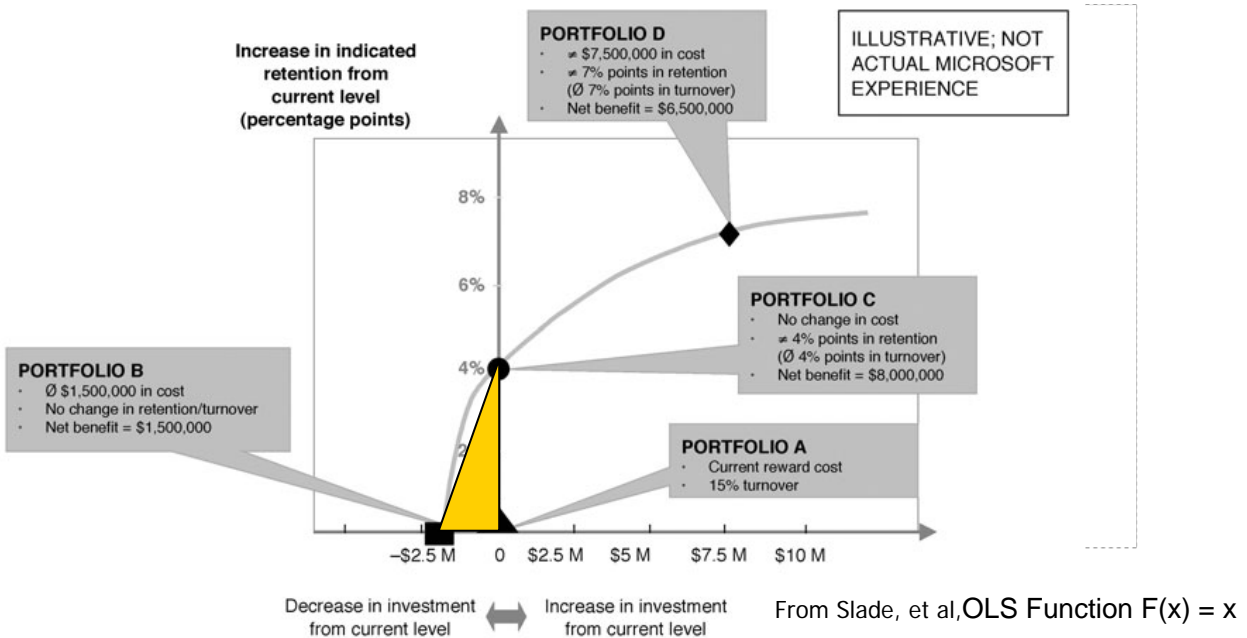 Increase in indicated
retention from
current level
(percentage points)
PORTFOLIO D
· ≠ $7,500,000 in cost
· ≠ 7% points in retention
(Ø 7% points in turnover)
· Net benefit = $6,500,000
ILLUSTRATIVE; NOT
ACTUAL MICROSOFT
EXPERIENCE
8%
6%
4%
2
PORTFOLIO C
· No change in cost
· ≠ 4% points in retention
(Ø 4% points in turnover)
· Net benefit = $8,000,000
PORTFOLIO B
· Ø $1,500,000 in cost
· No change in retention/turnover
· Net benefit = $1,500,000
PORTFOLIO A
· Current reward cost
· 15% turnover
–$2.5 M 0 $2.5 M $5 M $7.5 M $10 M
Decrease in investment
from current level
Increase in investment
from current level
From Slade, et al,OLS Function F(x) = x